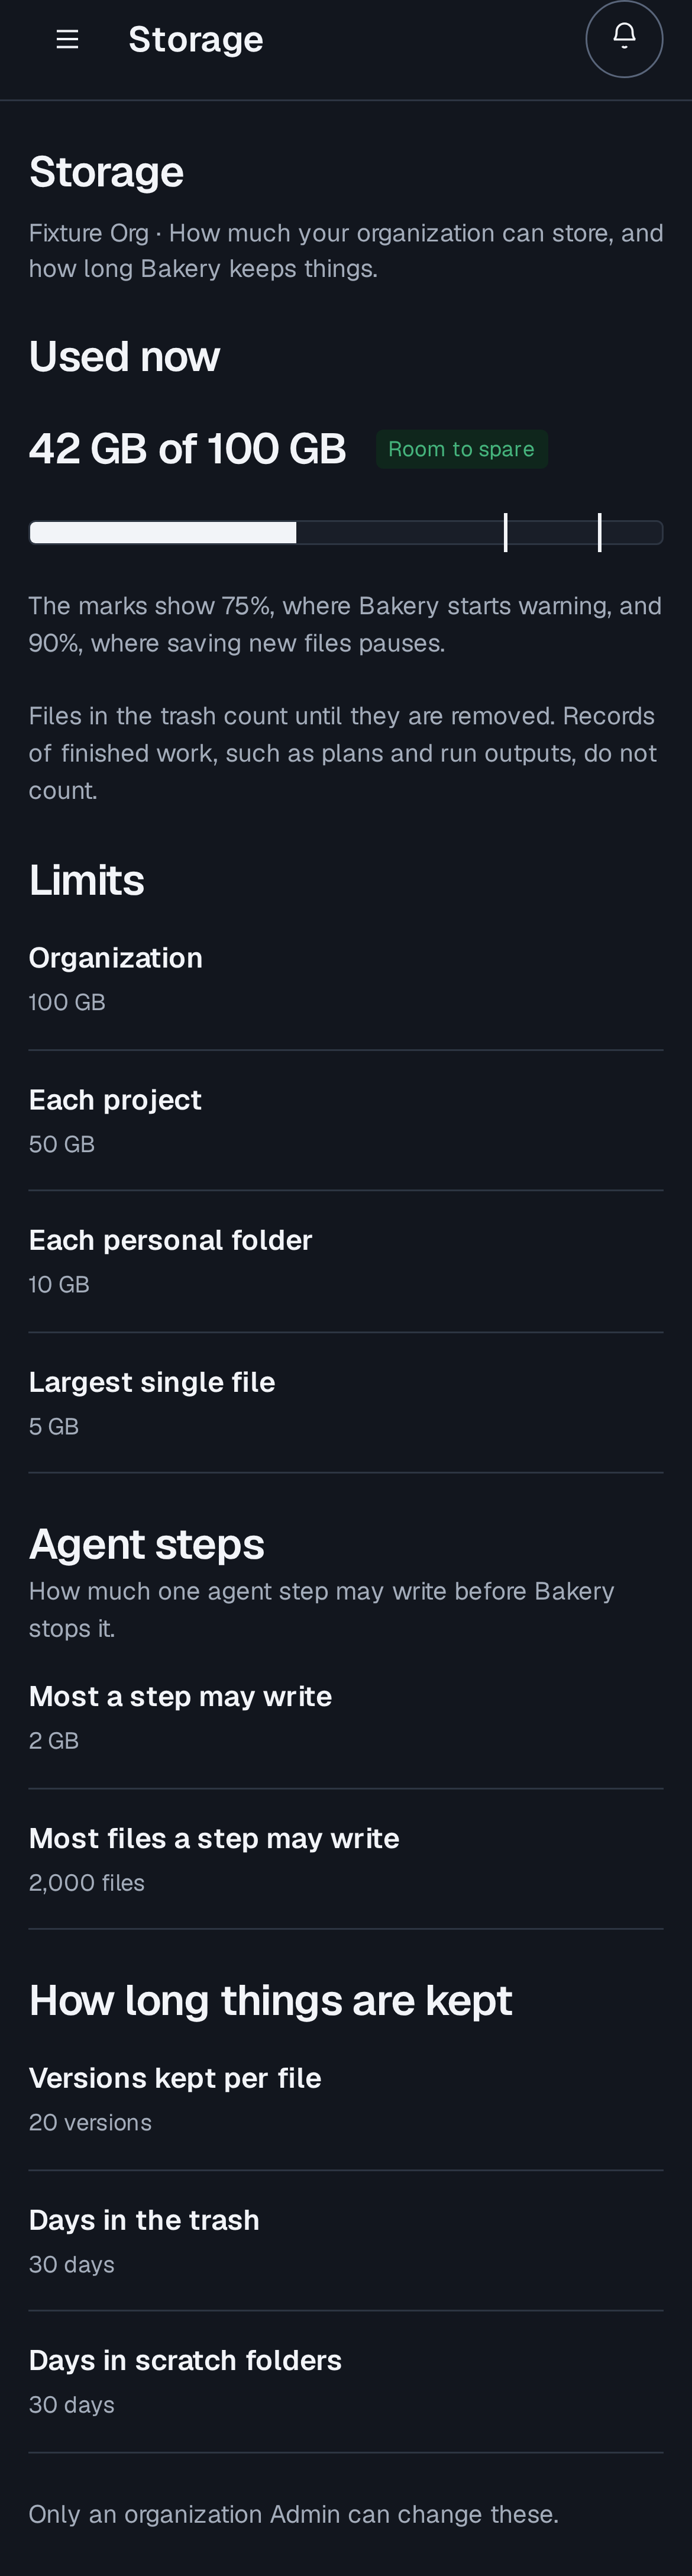 Storage
Storage
Fixture Org · How much your organization can store, and
how long Bakery keeps things.
Used now
42 GB of 100 GB
Room to spare
The marks show 75%, where Bakery starts warning, and
90%, where saving new files pauses.
Files in the trash count until they are removed. Records
of finished work, such as plans and run outputs, do not
count.
Limits
Organization
100 GB
Each project
50 GB
Each personal folder
10 GB
Largest single file
5 GB
Agent steps
How much one agent step may write before Bakery
stops it.
Most a step may write
2 GB
Most files a step may write
2,000 files
How long things are kept
Versions kept per file
20 versions
Days in the trash
30 days
Days in scratch folders
30 days
Only an organization Admin can change these.